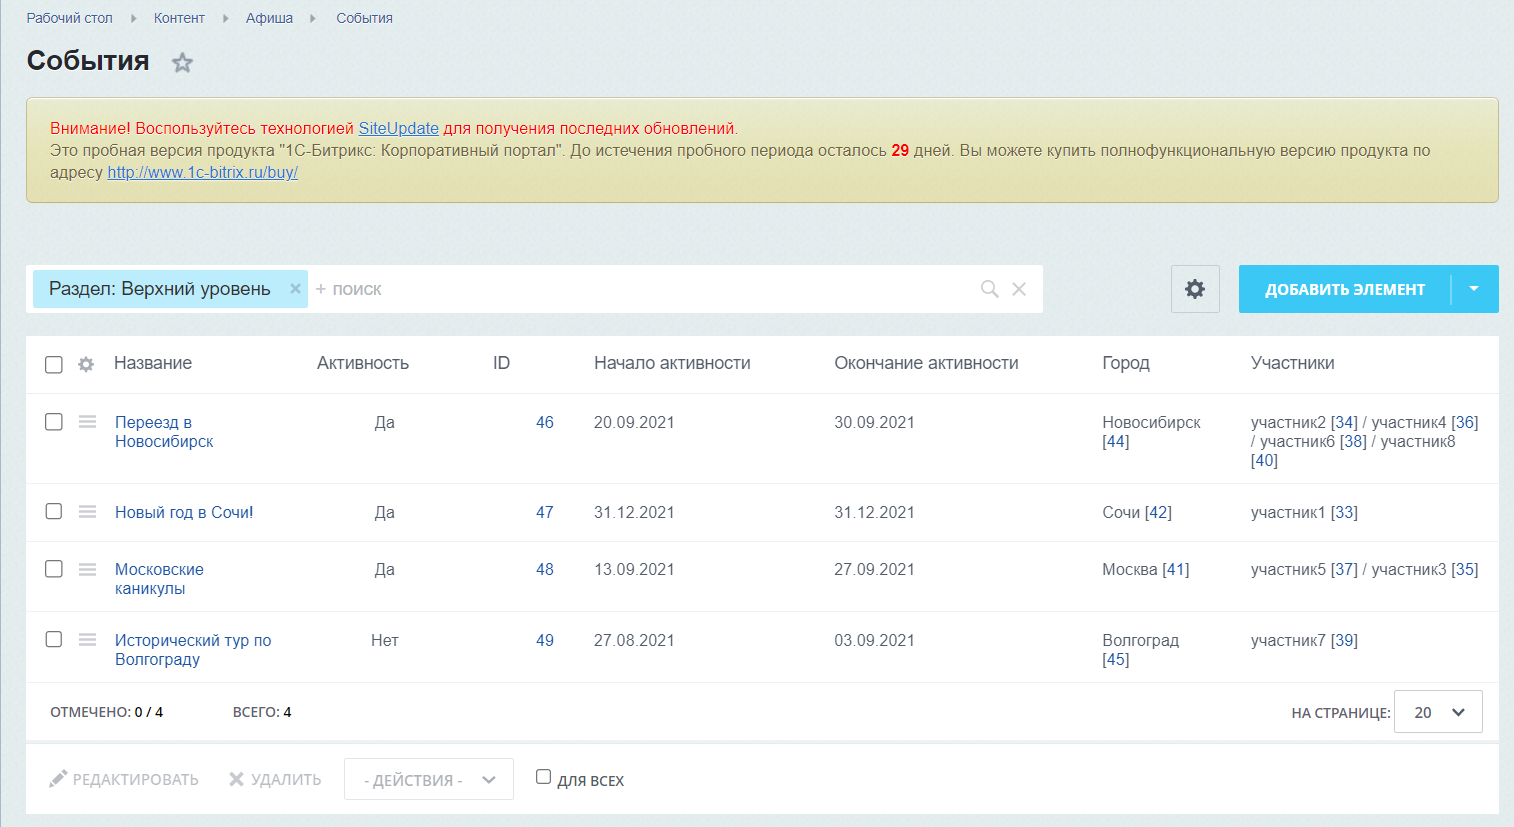 Рабочий стол Контент Афиша События
События
Внимание! Воспользуйтесь технологией SiteUpdate для получения последних обновлений.
Это пробная версия продукта "1С-Битрикс: Корпоративный портал". До истечения пробного периода осталось 29 дней. Вы можете купить полнофункциональную версию продукта по
адресу http://www.1c-bitrix.ru/buy/
Раздел: Верхний уровень × + поиск
ДОБАВИТЬ ЭЛЕМЕНТ
Название Активность ID Начало активности Окончание активности Город Участники
Переезд в Да 46 20.09.2021 30.09.2021 Новосибирск участник2 [34] / участник4 [36]
Новосибирск [44] / участник6 [38] / участник8
[40]
Новый год в Сочи! Да 47 31.12.2021 31.12.2021 Сочи [42] участник1 [33]
Московские Да 48 13.09.2021 27.09.2021 Москва [41] участник5 [37] / участник3 [35]
каникулы
Исторический тур по Нет 49 27.08.2021 03.09.2021 Волгоград участник7 [39]
Волгограду [45]
ОТМЕЧЕНО: 0 / 4 ВСЕГО: 4 НА СТРАНИЦЕ: 20
РЕДАКТИРОВАТЬ УДАЛИТЬ - ДЕЙСТВИЯ - ДЛЯ ВСЕХ